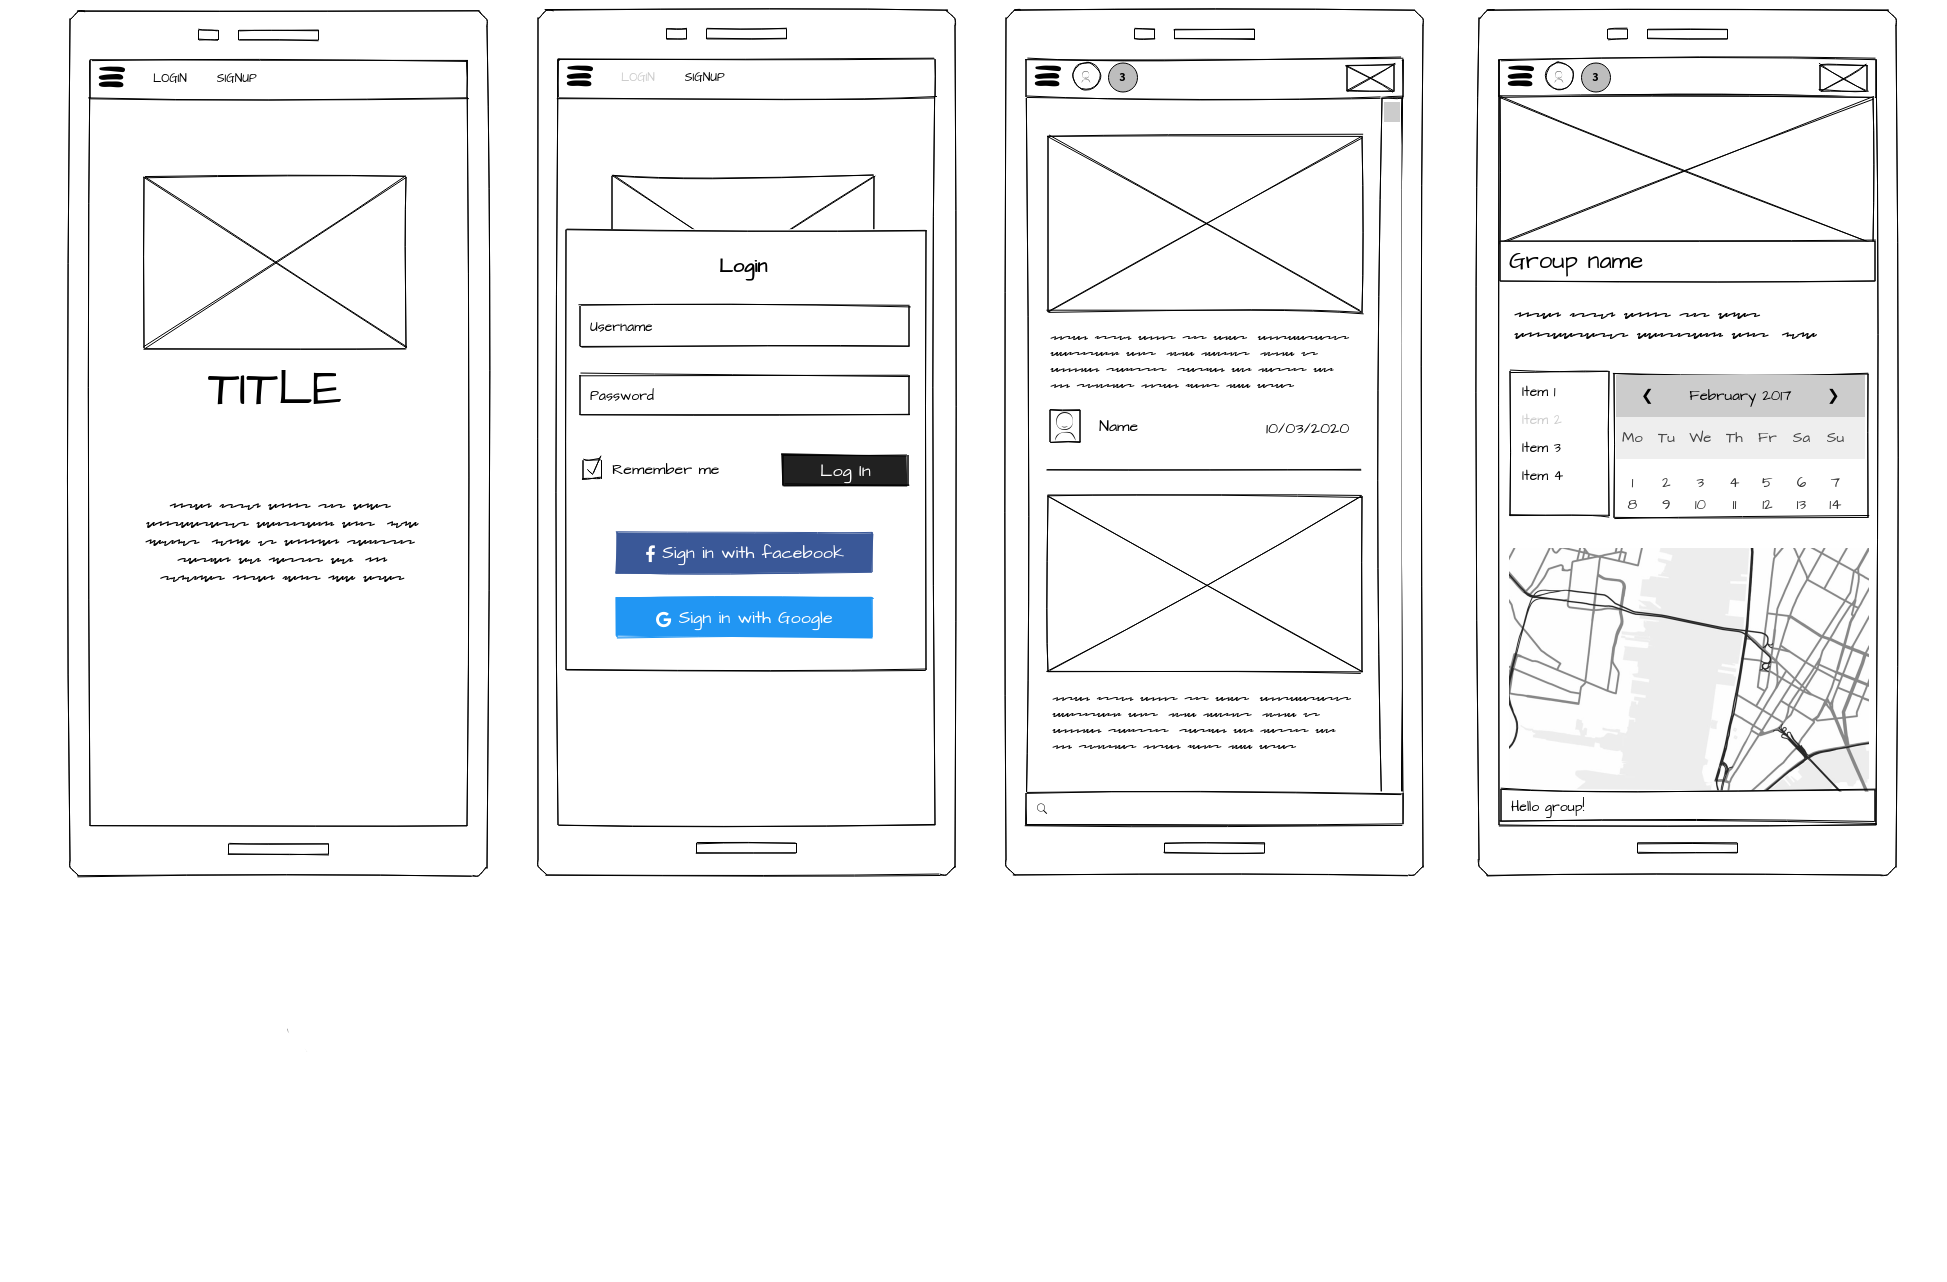 LOGIN SIGNUP
TITLE
LOGIN SIGNUP
Login
Username
Password
Remember me Log In
f Sign in with facebook
G Sign in with Google
3
Name 10/03/2020
3
Group name
Item 1
Item 2
Item 3
Item 4
❮ February 2017 ❯
Mo Tu We Th Fr Sa Su
1 2 3 4 5 6 7
8 9 10 11 12 13 14
Hello group!